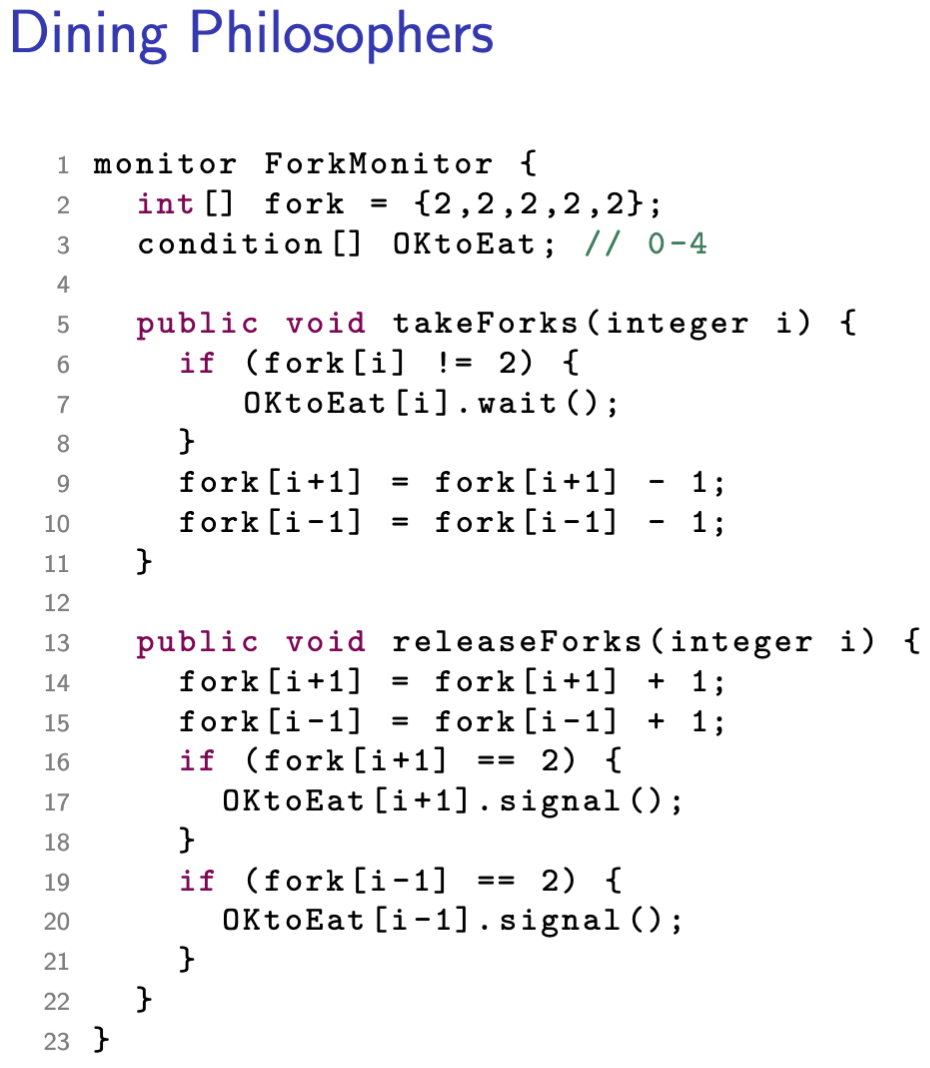 Dining Philosophers
1 monitor ForkMonitor {
2 int[] fork = {2,2,2,2,2};
3 condition[] OKtoEat; // 0-4
4
5 public void takeForks(integer i) {
6 if (fork[i] != 2) {
7 OKtoEat[i].wait();
8 }
9 fork[i+1] = fork[i+1] - 1;
10 fork[i-1] = fork[i-1] - 1;
11 }
12
13 public void releaseForks(integer i) {
14 fork[i+1] = fork[i+1] + 1;
15 fork[i-1] = fork[i-1] + 1;
16 if (fork[i+1] == 2) {
17 OKtoEat[i+1].signal();
18 }
19 if (fork[i-1] == 2) {
20 OKtoEat[i-1].signal();
21 }
22 }
23 }